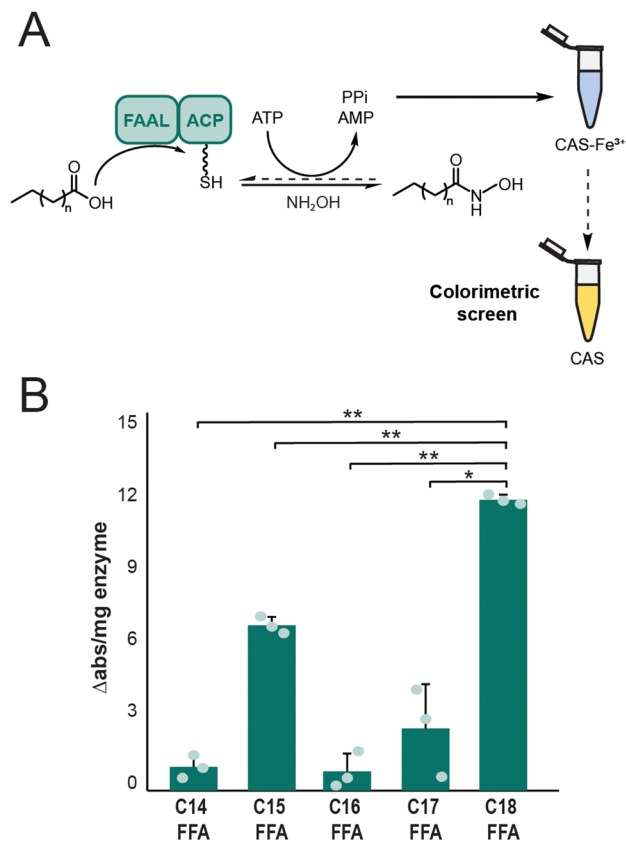 A
FAAL
ACP
SH
O
OH
n
ATP
PPi
AMP
NH₂OH
O
OH
N
H
n
CAS-Fe³⁺
Colorimetric
screen
CAS
B
15
12
9
6
3
0
Δabs/mg enzyme
**
**
**
*
C14
FFA
C15
FFA
C16
FFA
C17
FFA
C18
FFA